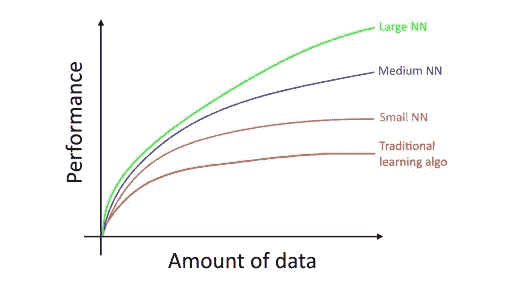 Large NN
Medium NN
Small NN
Traditional
learning algo
Performance
Amount of data